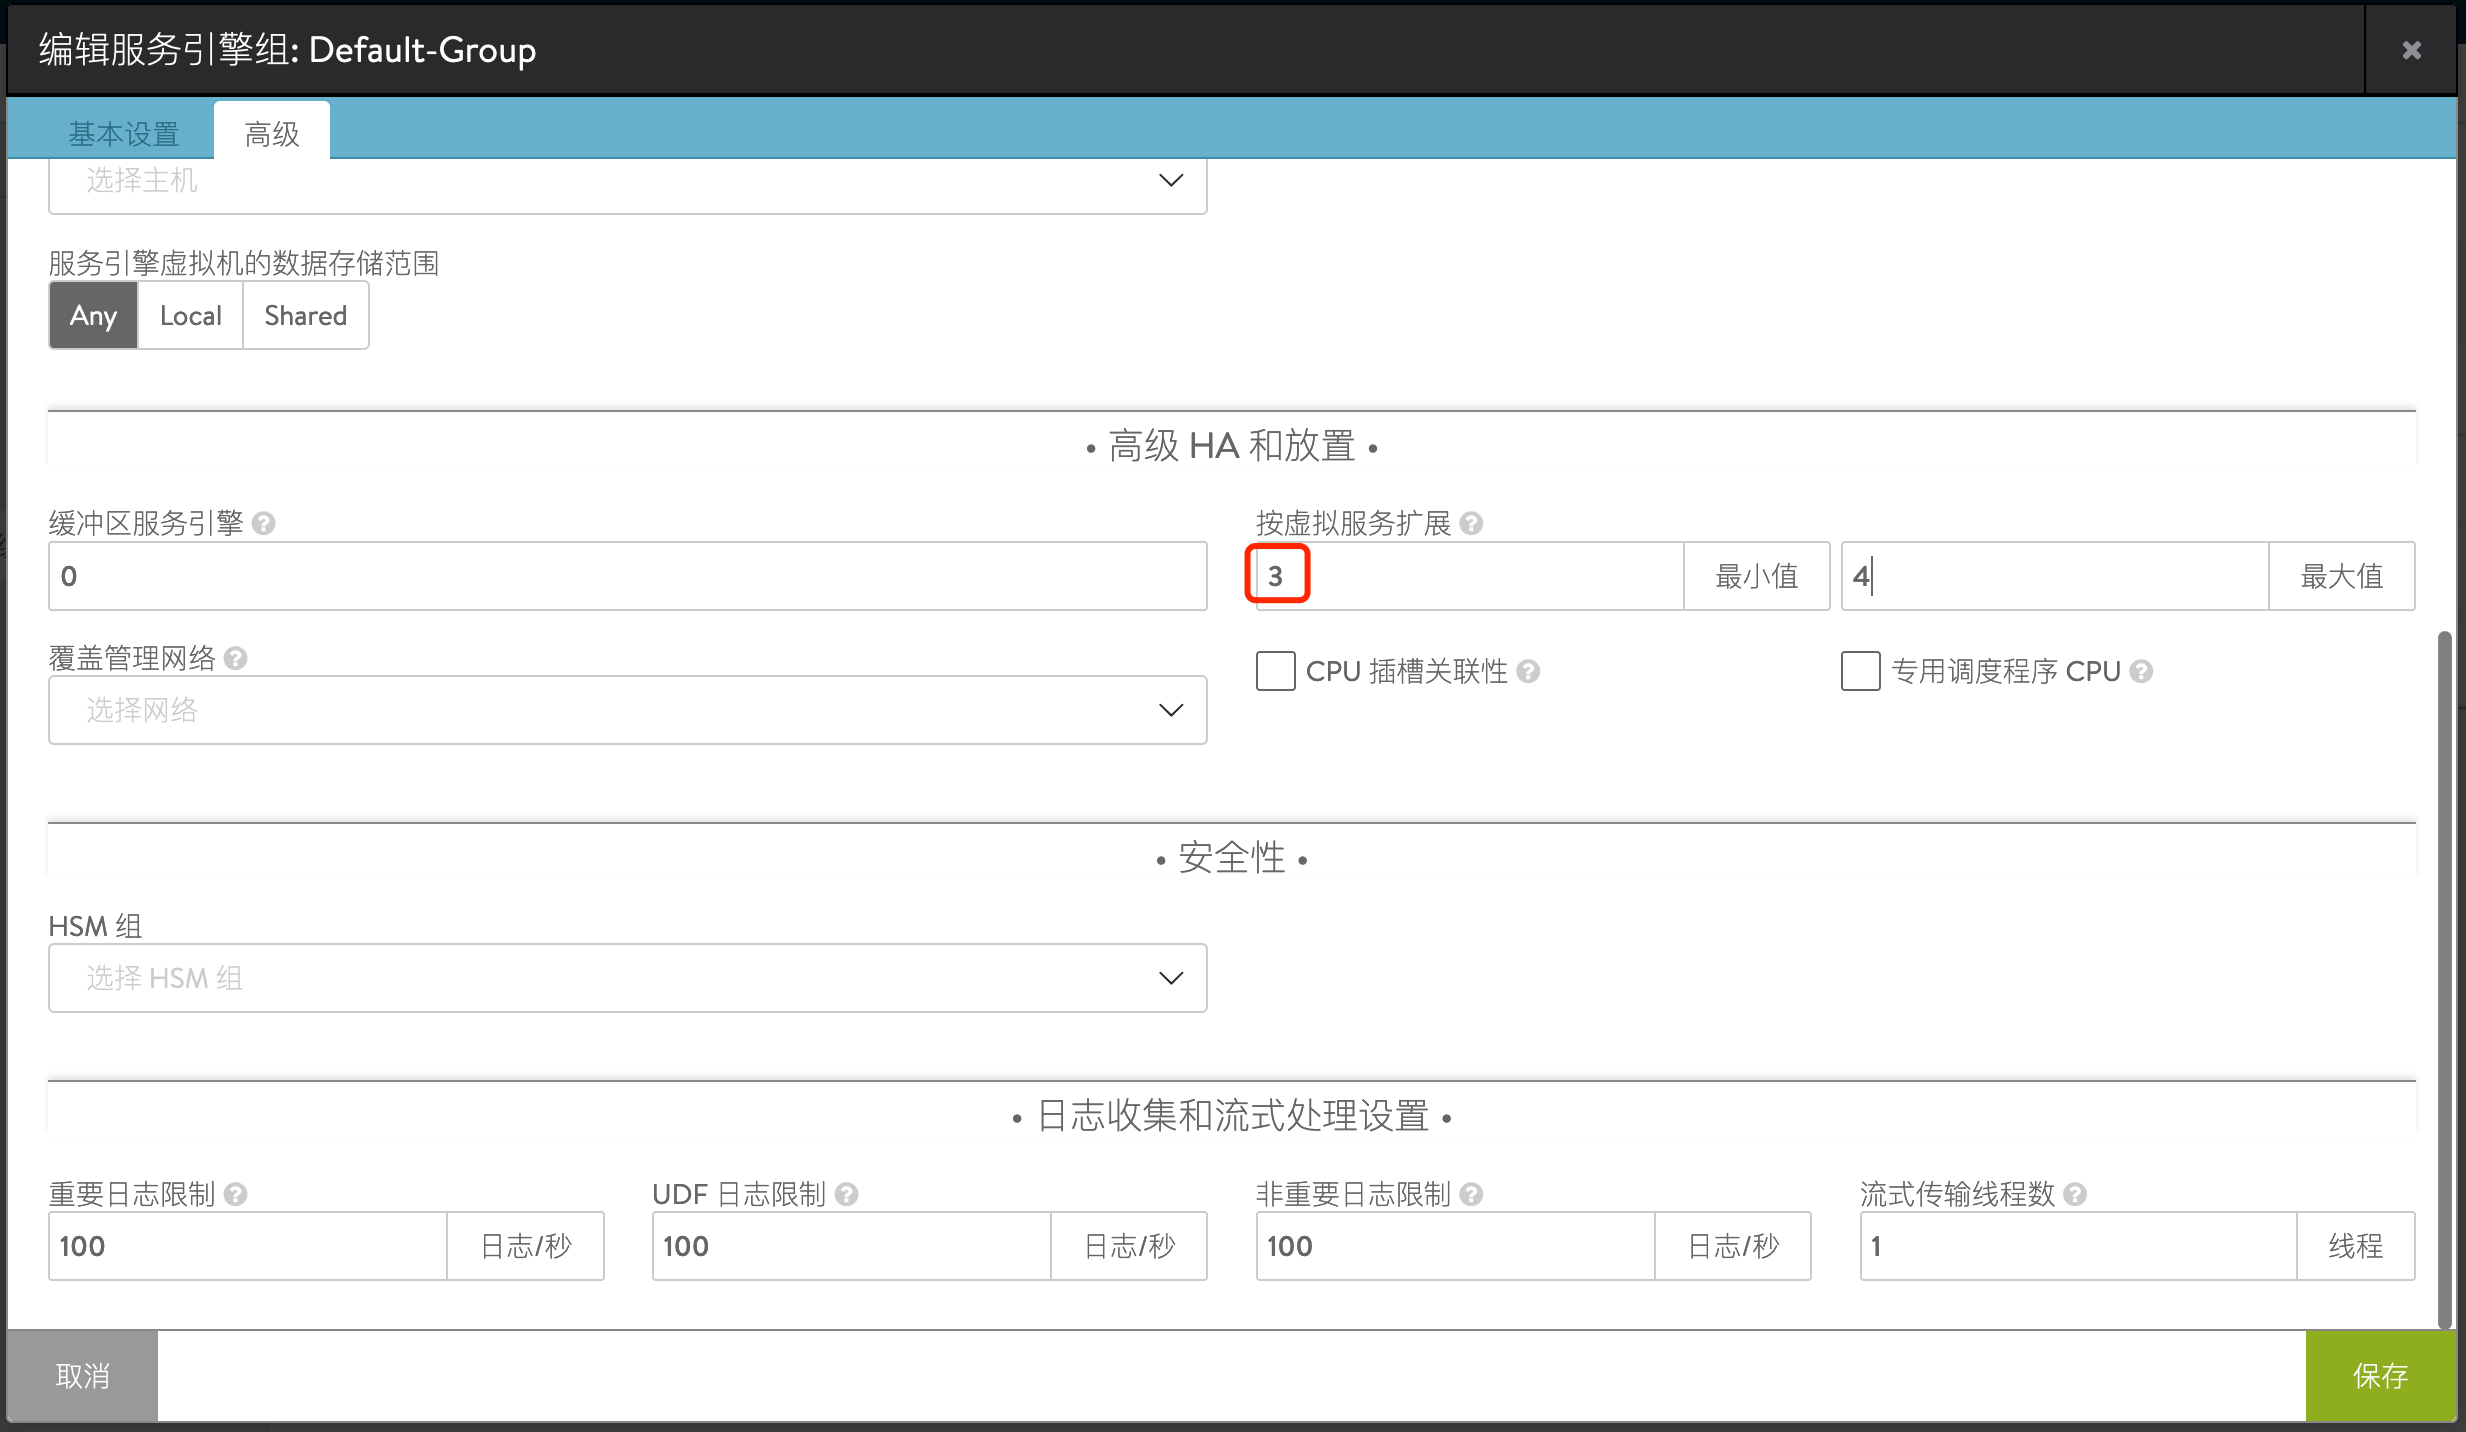 编辑服务引擎组: Default-Group
基本设置
高级
选择主机
服务引擎虚拟机的数据存储范围
Any Local Shared
• 高级 HA 和放置 •
缓冲区服务引擎
按虚拟服务扩展
0
3 最小值 4 最大值
覆盖管理网络
CPU 插槽关联性
专用调度程序 CPU
选择网络
• 安全性 •
HSM 组
选择 HSM 组
• 日志收集和流式处理设置 •
重要日志限制 UDF 日志限制 非重要日志限制 流式传输线程数
100 日志/秒 100 日志/秒 100 日志/秒 1 线程
取消
保存